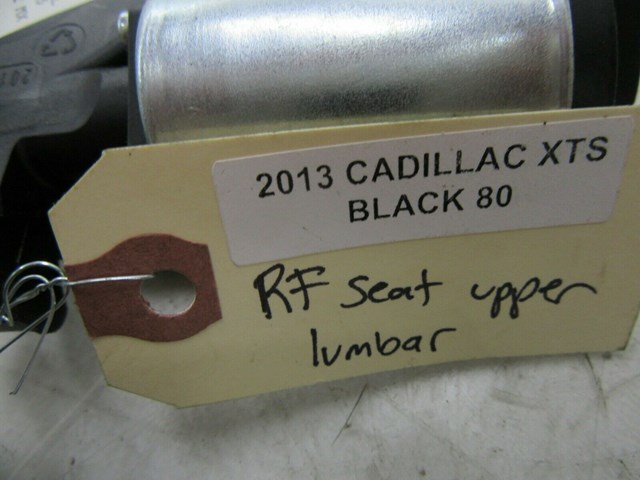 2013 CADILLAC XTS
BLACK 80
RF seat upper
lumbar